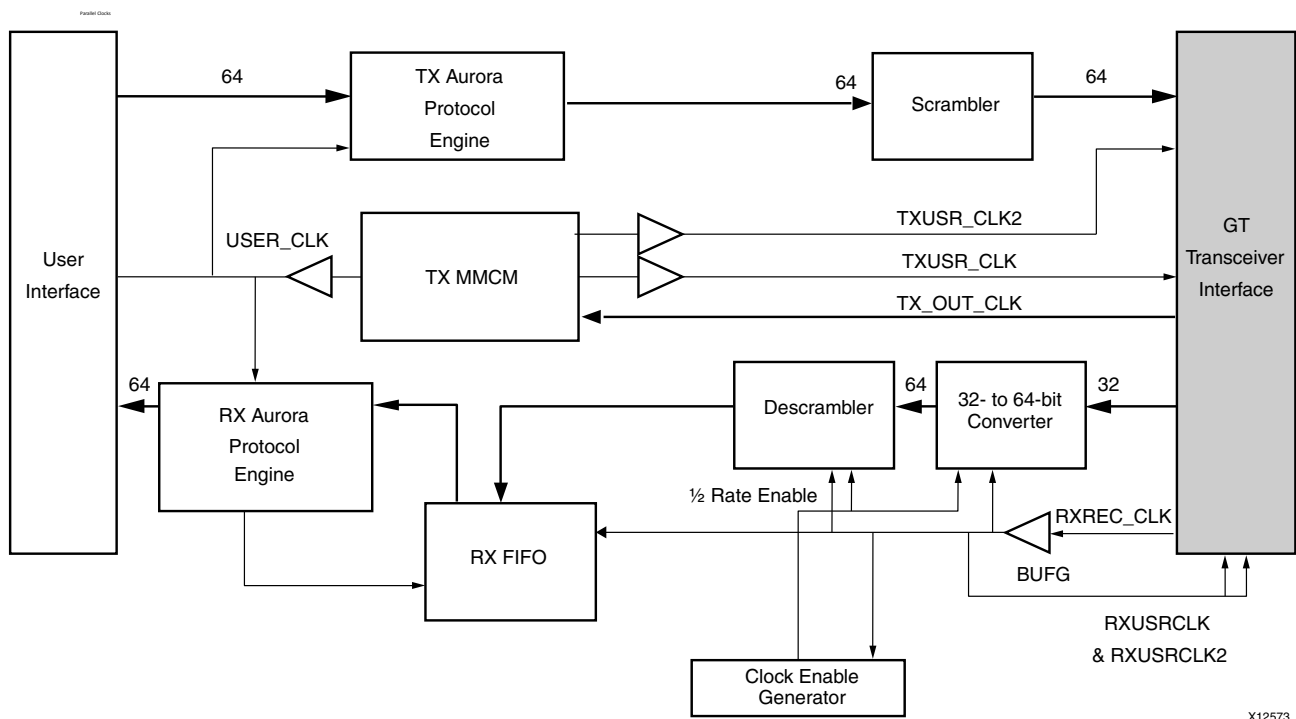 Parallel Clocks
64
TX Aurora
Protocol
Engine
64
Scrambler
64
User
Interface
USER_CLK
TX MMCM
TXUSR_CLK2
TXUSR_CLK
TX_OUT_CLK
GT
Transceiver
Interface
64
RX Aurora
Protocol
Engine
Descrambler
64
32- to 64-bit
Converter
32
½ Rate Enable
RX FIFO
RXREC_CLK
BUFG
RXUSRCLK
& RXUSRCLK2
Clock Enable
Generator
X12573